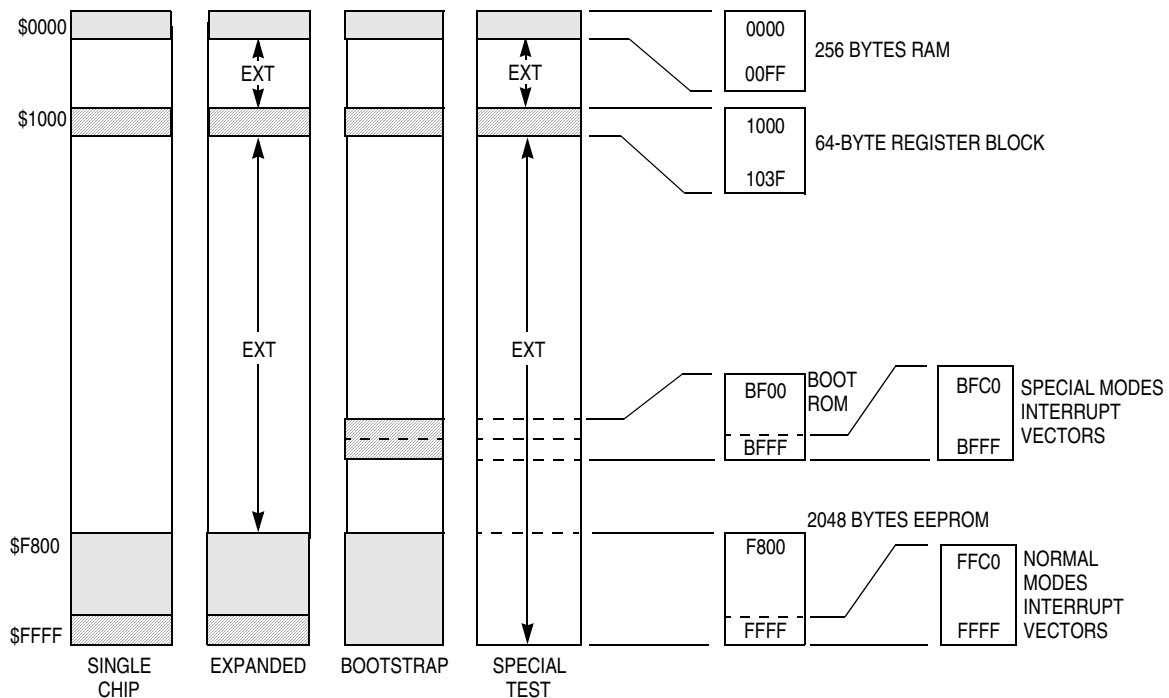 $0000
EXT
EXT
0000
00FF
256 BYTES RAM
$1000
1000
103F
64-BYTE REGISTER BLOCK
EXT
EXT
BF00
BFFF
BOOT
ROM
BFC0
BFFF
SPECIAL MODES
INTERRUPT
VECTORS
2048 BYTES EEPROM
$F800
F800
FFFF
FFC0
FFFF
NORMAL
MODES
INTERRUPT
VECTORS
$FFFF
SINGLE
CHIP
EXPANDED
BOOTSTRAP
SPECIAL
TEST